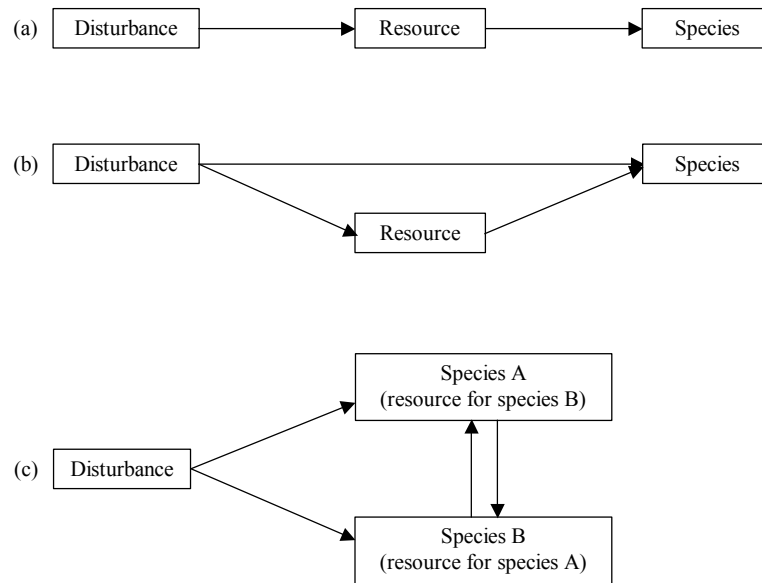 (a) Disturbance Resource Species
(b) Disturbance Species
Resource
Species A
(resource for species B)
(c) Disturbance
Species B
(resource for species A)